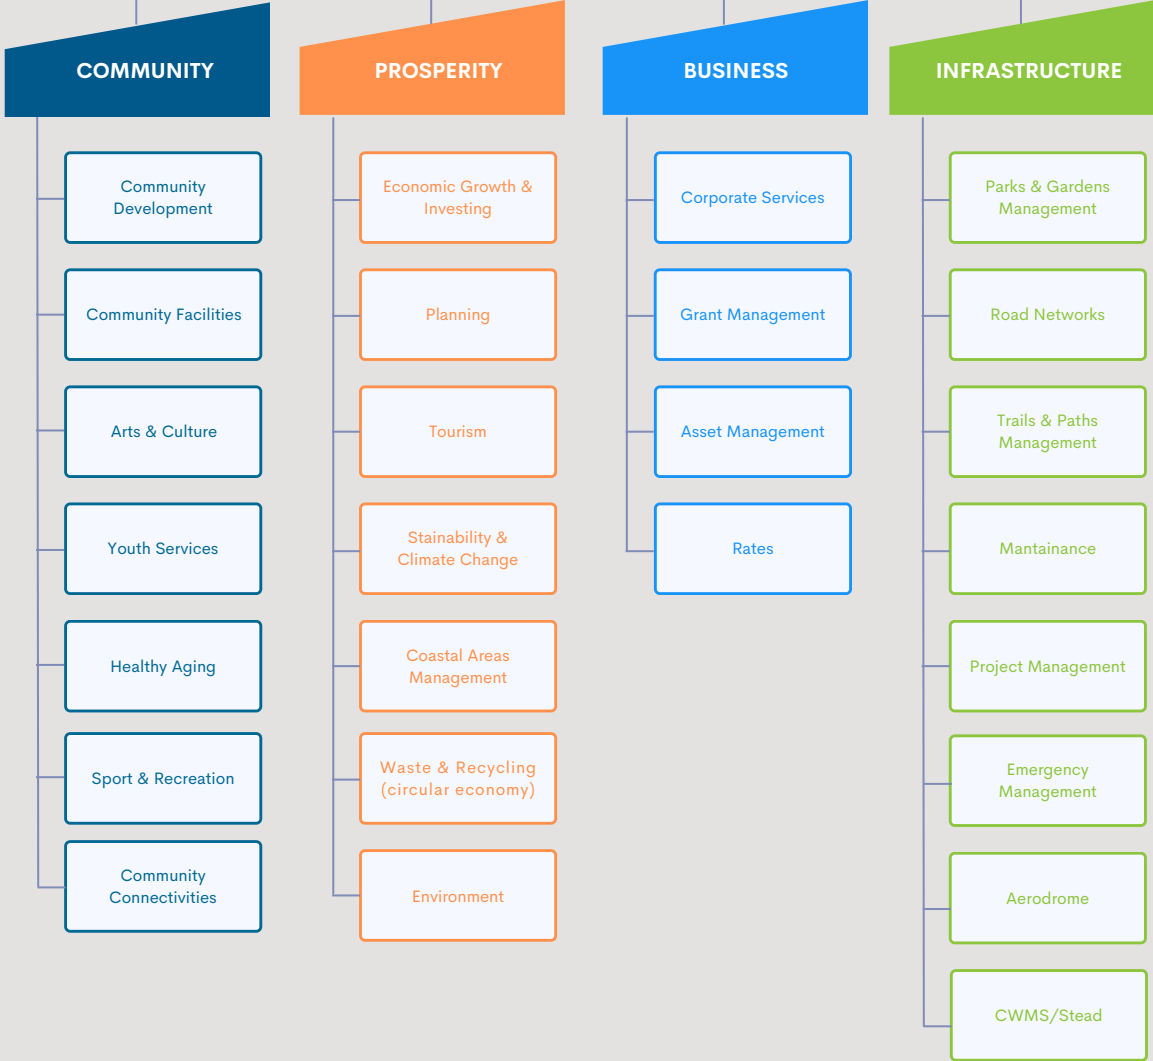 COMMUNITY
Community
Development
Community Facilities
Arts & Culture
Youth Services
Healthy Aging
Sport & Recreation
Community
Connectivities
PROSPERITY
Economic Growth &
Investing
Planning
Tourism
Stainability &
Climate Change
Coastal Areas
Management
Waste & Recycling
(circular economy)
Environment
BUSINESS
Corporate Services
Grant Management
Asset Management
Rates
INFRASTRUCTURE
Parks & Gardens
Management
Road Networks
Trails & Paths
Management
Mantainance
Project Management
Emergency
Management
Aerodrome
CWMS/Stead